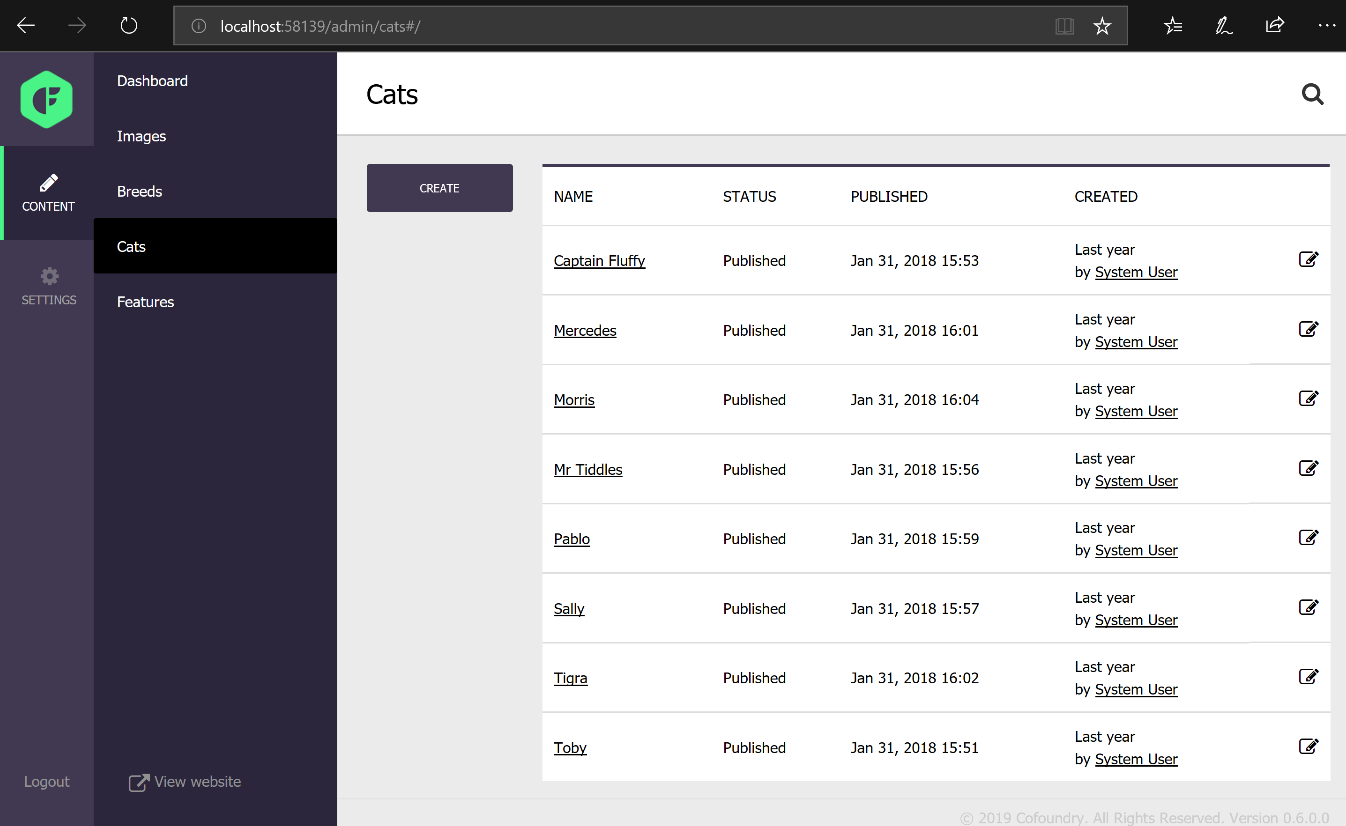 localhost:58139/admin/cats#/
CONTENT
SETTINGS
Logout
Dashboard
Images
Breeds
Cats
Features
View website
Cats
CREATE
NAME STATUS PUBLISHED CREATED
Captain Fluffy Published Jan 31, 2018 15:53 Last year
by System User
Mercedes Published Jan 31, 2018 16:01 Last year
by System User
Morris Published Jan 31, 2018 16:04 Last year
by System User
Mr Tiddles Published Jan 31, 2018 15:56 Last year
by System User
Pablo Published Jan 31, 2018 15:59 Last year
by System User
Sally Published Jan 31, 2018 15:57 Last year
by System User
Tigra Published Jan 31, 2018 16:02 Last year
by System User
Toby Published Jan 31, 2018 15:51 Last year
by System User
© 2019 Cofoundry. All Rights Reserved. Version 0.6.0.0